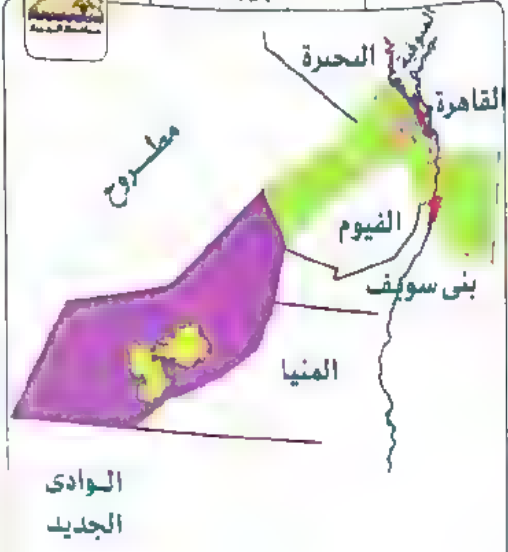 البحيرة
القاهرة
مطروح
الفيوم
بنى سويف
المنيا
الوادى
الجديد